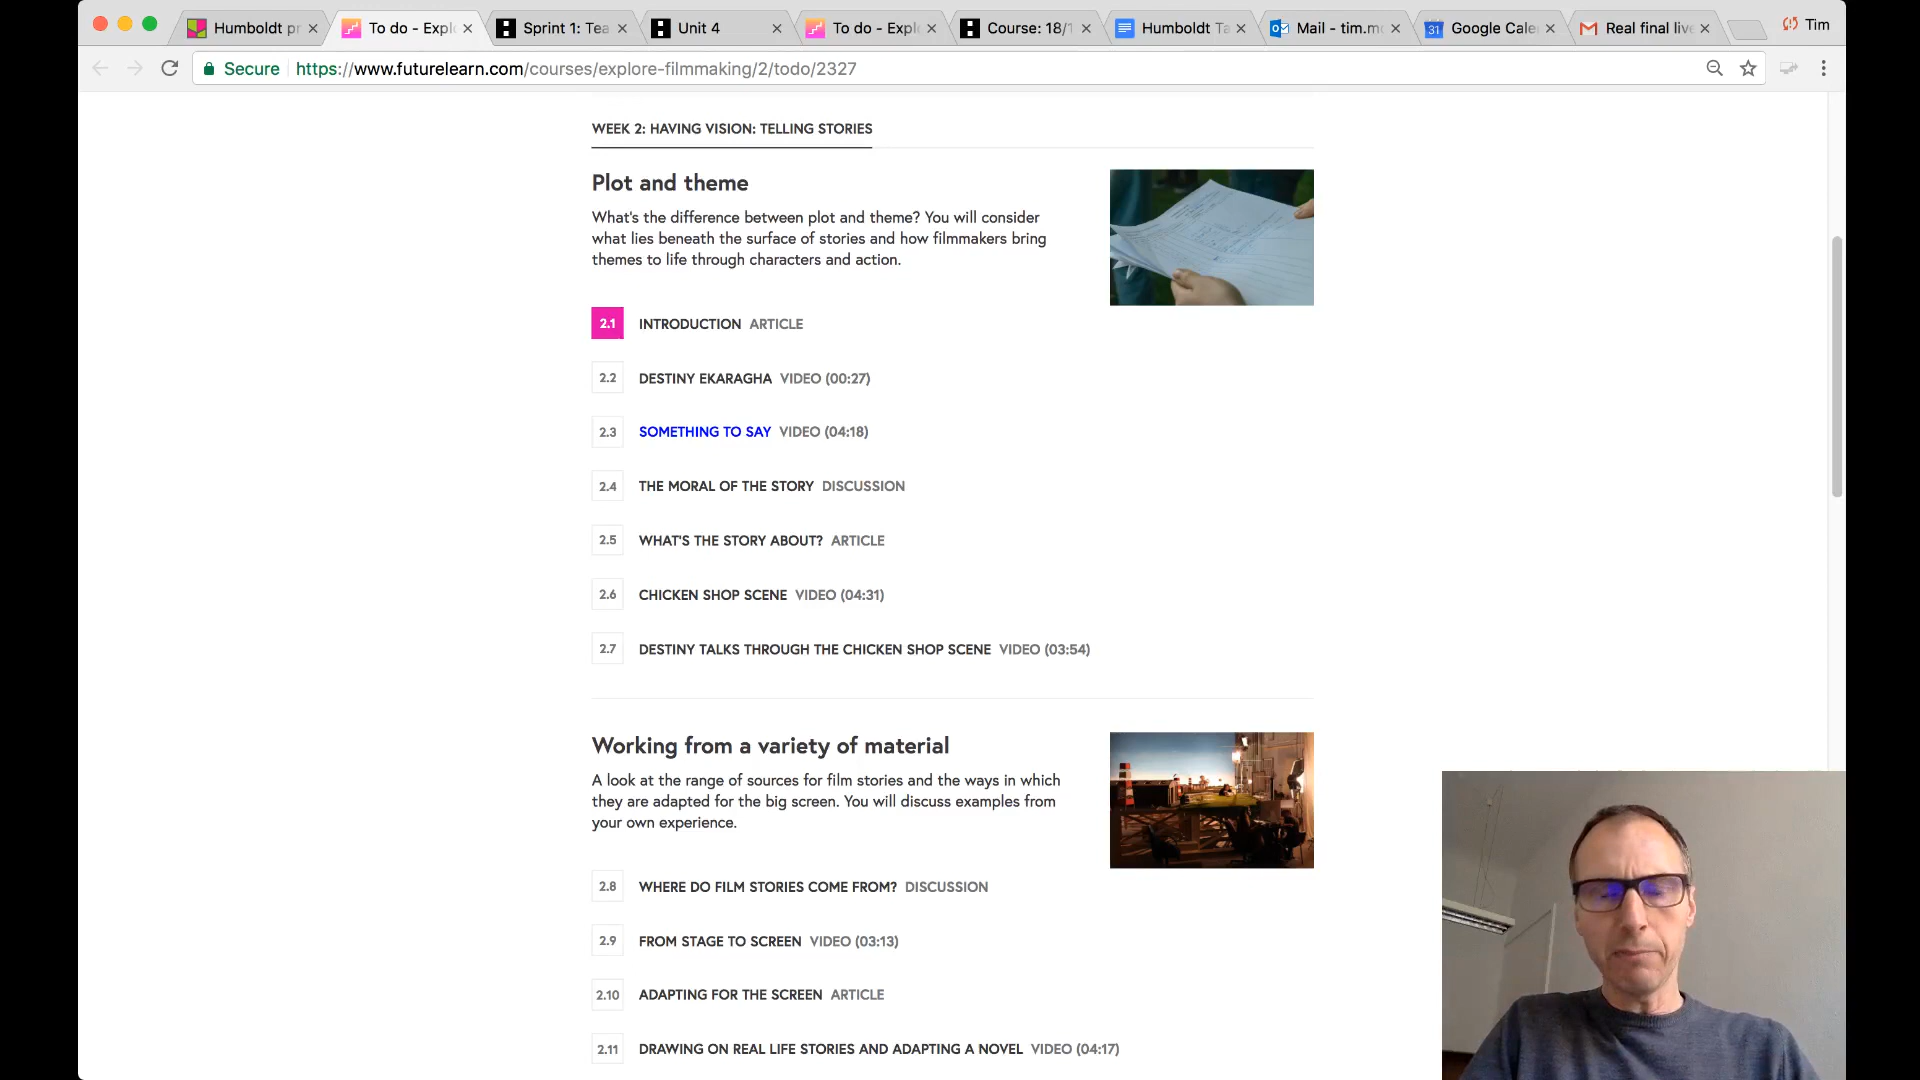 Humboldt pr
To do - Explo
Sprint 1: Tea
Unit 4
To do - Explo
Course: 18/1
Humboldt Ta
Mail - tim.mo
Google Cale
Real final live
Tim
Secure https://www.futurelearn.com/courses/explore-filmmaking/2/todo/2327
WEEK 2: HAVING VISION: TELLING STORIES
Plot and theme
What's the difference between plot and theme? You will consider
what lies beneath the surface of stories and how filmmakers bring
themes to life through characters and action.
2.1 INTRODUCTION ARTICLE
2.2 DESTINY EKARAGHA VIDEO (00:27)
2.3 SOMETHING TO SAY VIDEO (04:18)
2.4 THE MORAL OF THE STORY DISCUSSION
2.5 WHAT'S THE STORY ABOUT? ARTICLE
2.6 CHICKEN SHOP SCENE VIDEO (04:31)
2.7 DESTINY TALKS THROUGH THE CHICKEN SHOP SCENE VIDEO (03:54)
Working from a variety of material
A look at the range of sources for film stories and the ways in which
they are adapted for the big screen. You will discuss examples from
your own experience.
2.8 WHERE DO FILM STORIES COME FROM? DISCUSSION
2.9 FROM STAGE TO SCREEN VIDEO (03:13)
2.10 ADAPTING FOR THE SCREEN ARTICLE
2.11 DRAWING ON REAL LIFE STORIES AND ADAPTING A NOVEL VIDEO (04:17)